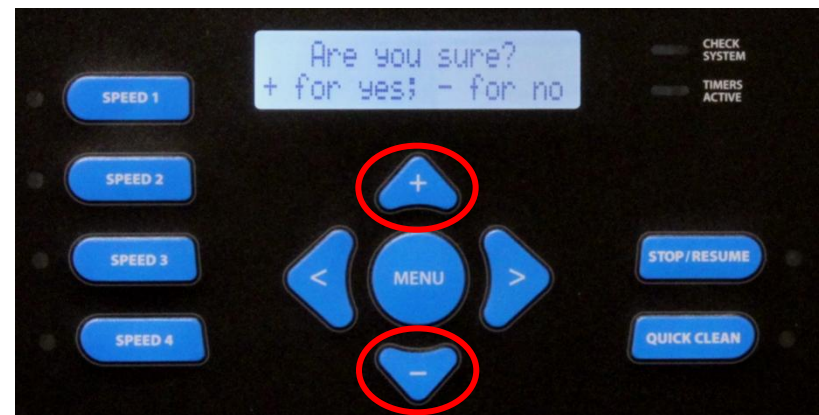 Are you sure?
+ for yes; - for no
CHECK
SYSTEM
TIMERS
ACTIVE
SPEED 1
SPEED 2
SPEED 3
SPEED 4
+
<
MENU
>
−
STOP/RESUME
QUICK CLEAN